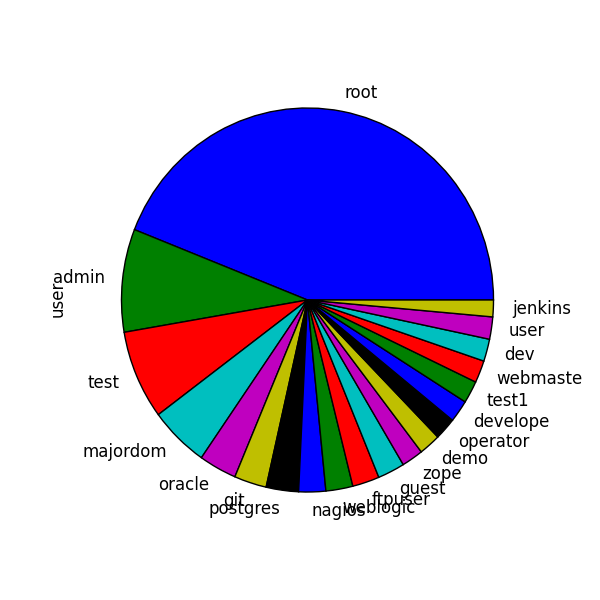 root
admin
user
test
majordom
oracle
git
postgres
nagios
weblogic
ftpuser
guest
zope
demo
operator
develope
test1
webmaste
dev
user
jenkins